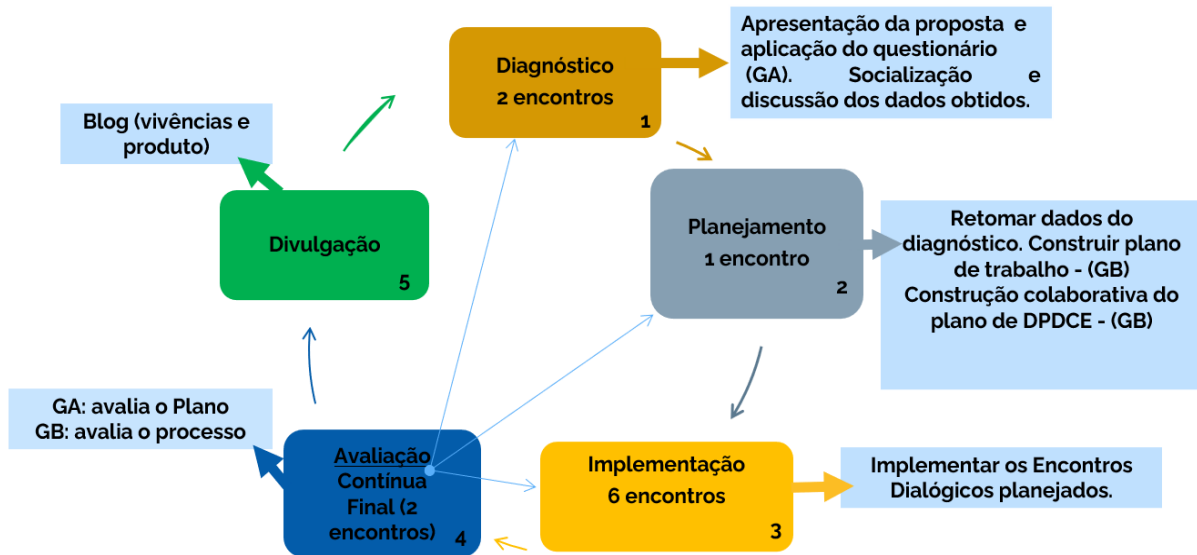 Diagnóstico
2 encontros
1
Apresentação da proposta e
aplicação do questionário
(GA). Socialização e
discussão dos dados obtidos.
Planejamento
1 encontro
2
Retomar dados do
diagnóstico. Construir plano
de trabalho - (GB)
Construção colaborativa do
plano de DPDCE - (GB)
Implementação
6 encontros
3
Implementar os Encontros
Dialógicos planejados.
Avaliação
Contínua
Final (2
encontros)
4
GA: avalia o Plano
GB: avalia o processo
Divulgação
5
Blog (vivências e
produto)